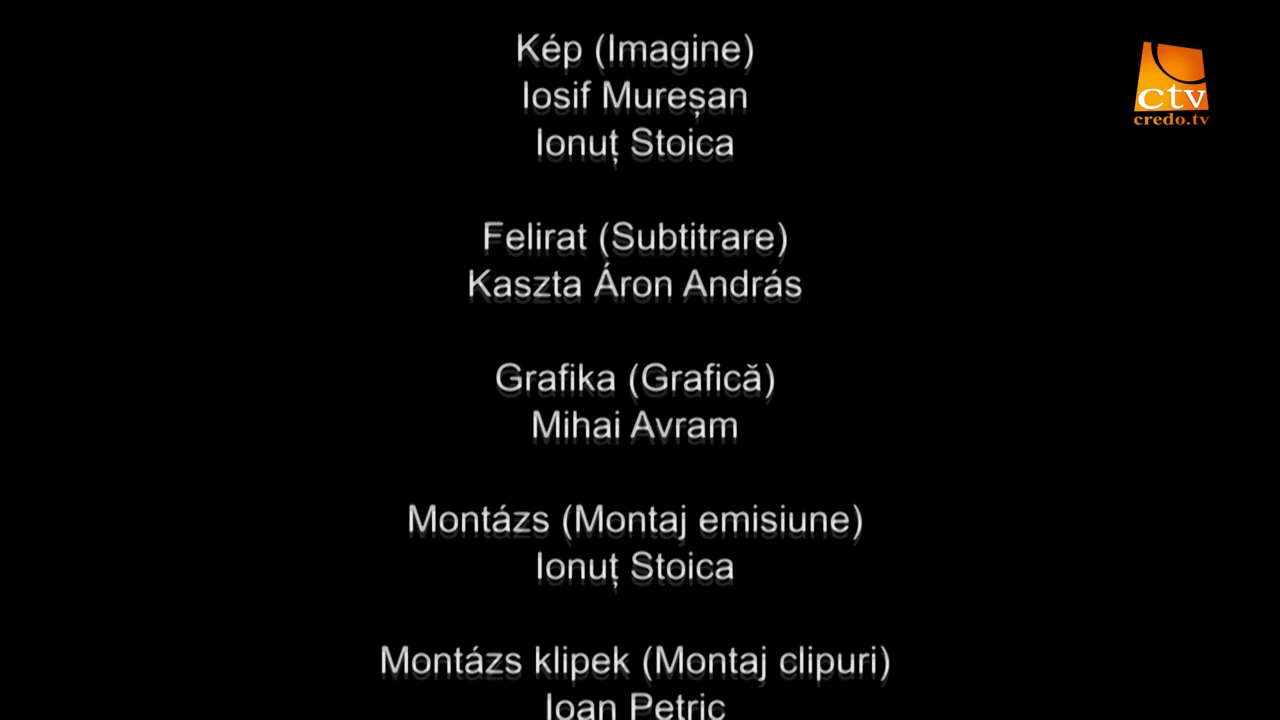 Kép (Imagine)
Iosif Mureșan
Ionuț Stoica
Felirat (Subtitrare)
Kaszta Áron András
Grafika (Grafică)
Mihai Avram
Montázs (Montaj emisiune)
Ionuț Stoica
Montázs klipek (Montaj clipuri)
Ioan Petric
ctv
credo.tv